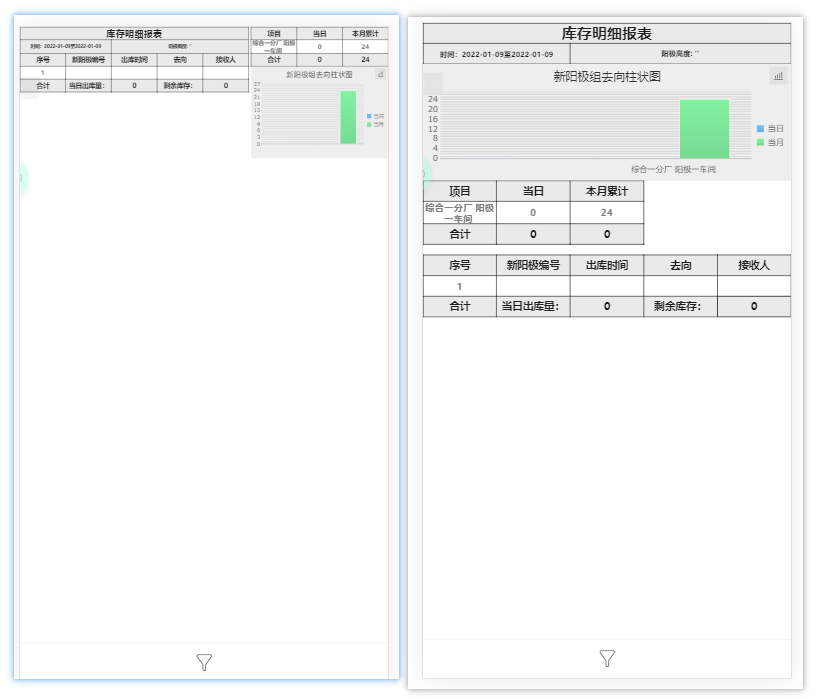 库存明细报表
时间：2022-01-09至2022-01-09 阳极高度: ''
序号 新阳极编号 出库时间 去向 接收人
1
合计 当日出库量: 0 剩余库存: 0
项目 当日 本月累计
综合一分厂 阳极一车间 0 24
合计 0 24
新阳极组去向柱状图
27
24
21
18
15
12
9
6
3
0
当日
当月
库存明细报表
时间：2022-01-09至2022-01-09 阳极高度: ''
新阳极组去向柱状图
24
20
16
12
8
4
0
当日
当月
综合一分厂 阳极一车间
项目 当日 本月累计
综合一分厂 阳极
一车间 0 24
合计 0 0
序号 新阳极编号 出库时间 去向 接收人
1
合计 当日出库量: 0 剩余库存: 0